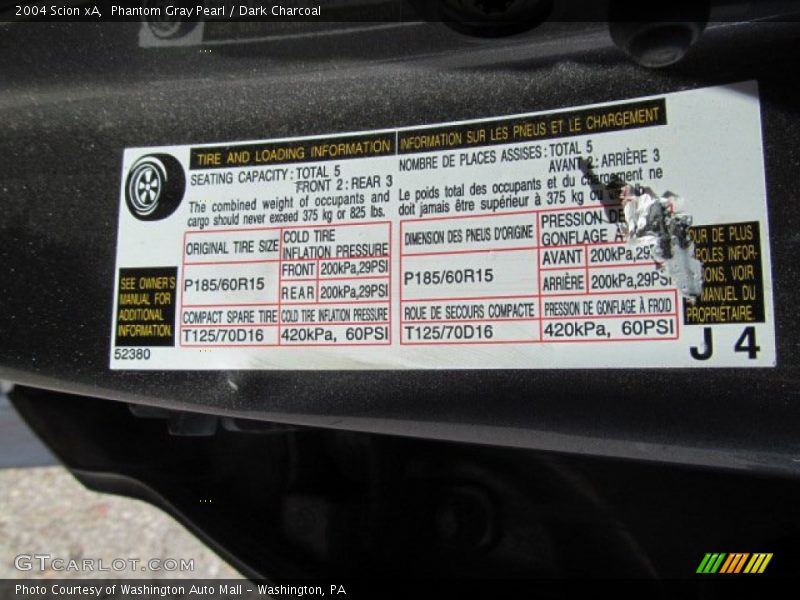 2004 Scion xA, Phantom Gray Pearl / Dark Charcoal
TIRE AND LOADING INFORMATION
SEATING CAPACITY: TOTAL 5
FRONT 2: REAR 3
The combined weight of occupants and
cargo should never exceed 375 kg or 825 lbs.
ORIGINAL TIRE SIZE
COLD TIRE
INFLATION PRESSURE
P185/60R15
FRONT 200kPa,29PSI
REAR 200kPa,29PSI
COMPACT SPARE TIRE
COLD TIRE INFLATION PRESSURE
T125/70D16
420kPa, 60PSI
SEE OWNER'S
MANUAL FOR
ADDITIONAL
INFORMATION.
52380
INFORMATION SUR LES PNEUS ET LE CHARGEMENT
NOMBRE DE PLACES ASSISES: TOTAL 5
AVANT 2: ARRIÈRE 3
Le poids total des occupants et du chargement ne
doit jamais être supérieur à 375 kg ou
DIMENSION DES PNEUS D'ORIGINE
PRESSION DE
GONFLAGE A
P185/60R15
AVANT 200kPa,29PSI
ARRIÈRE 200kPa,29PSI
ROUE DE SECOURS COMPACTE
PRESSION DE GONFLAGE À FROID
T125/70D16
420kPa, 60PSI
OUR DE PLUS
INFOR-
VOIR
MANUEL DU
PROPRIÉTAIRE.
J 4
GTCARLOT.COM
Photo Courtesy of Washington Auto Mall - Washington, PA